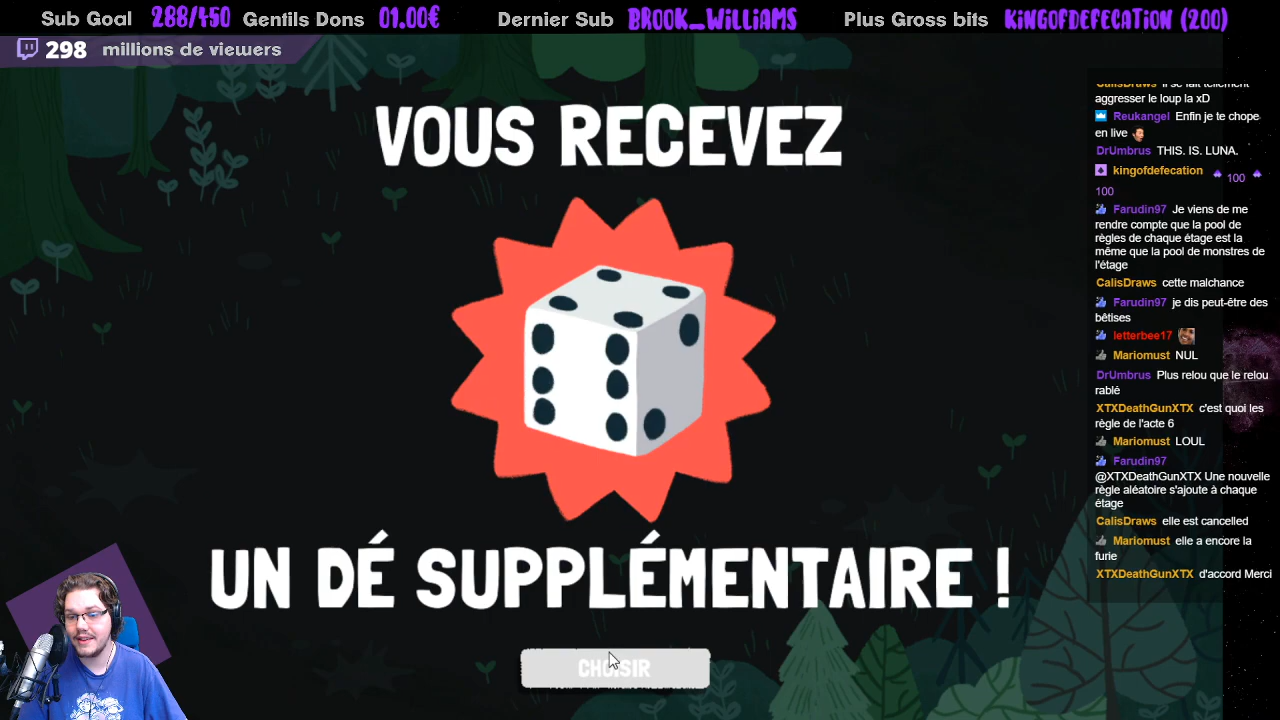 Sub Goal 288/450 Gentils Dons 01.00€ Dernier Sub BROOK_WiLLiAMS Plus Gross bits KiNGOFDEFECATiON (200)
298 millions de viewers
VOUS RECEVEZ
UN DÉ SUPPLÉMENTAIRE !
CHOISIR
CalisDraws Il se fait tellement
aggresser le loup la xD
Reukangel Enfin je te chope
en live
DrUmbrus THIS. IS. LUNA.
kingofdefecation 100
100
Farudin97 Je viens de me
rendre compte que la pool de
règles de chaque étage est la
même que la pool de monstres de
l'étage
CalisDraws cette malchance
Farudin97 je dis peut-être des
bêtises
letterbee17
Mariomust NUL
DrUmbrus Plus relou que le relou
rablé
XTXDeathGunXTX c'est quoi les
règle de l'acte 6
Mariomust LOUL
Farudin97
@XTXDeathGunXTX Une nouvelle
règle aléatoire s'ajoute à chaque
étage
CalisDraws elle est cancelled
Mariomust elle a encore la
furie
XTXDeathGunXTX d'accord Merci